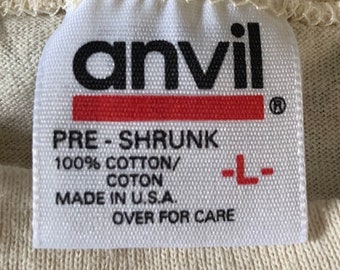 anvil®
PRE - SHRUNK
100% COTTON/
COTON
-L-
MADE IN U.S.A.
OVER FOR CARE